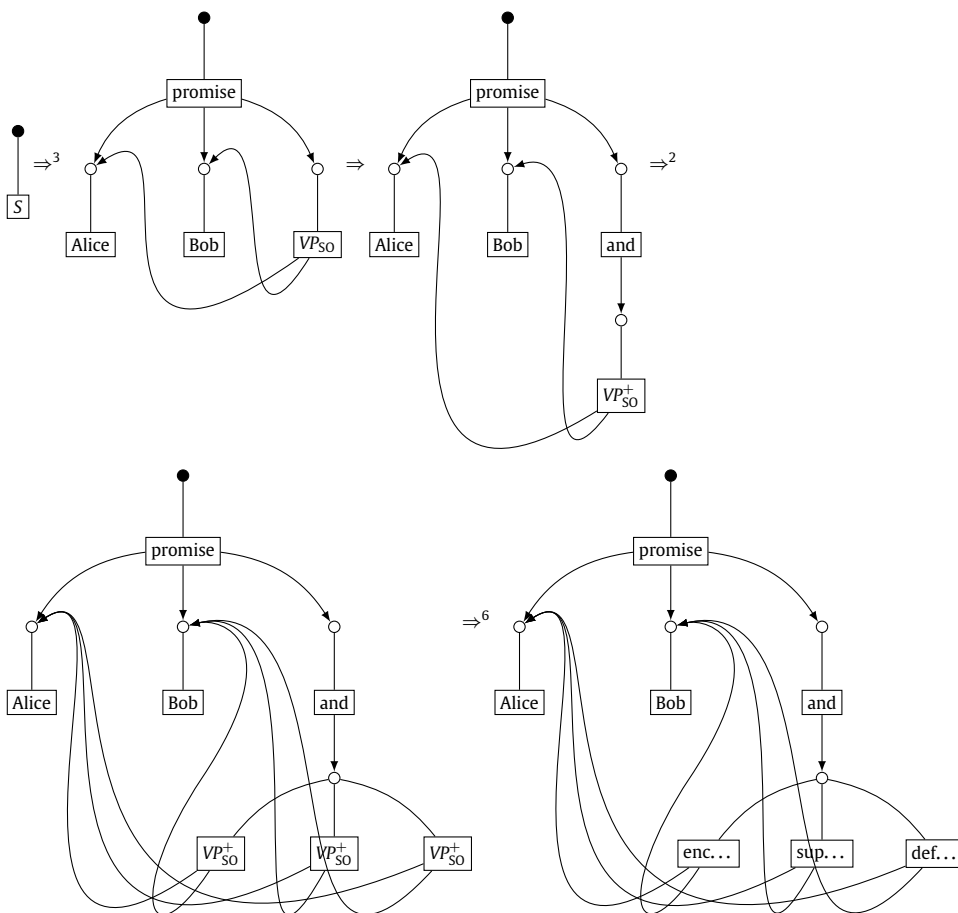 promise promise
S ⇒³ ⇒ ⇒²
Alice Bob VP_SO Alice Bob and
VP⁺_SO
promise promise
⇒⁶
Alice Bob and Alice Bob and
VP⁺_SO VP⁺_SO VP⁺_SO enc... sup... def...